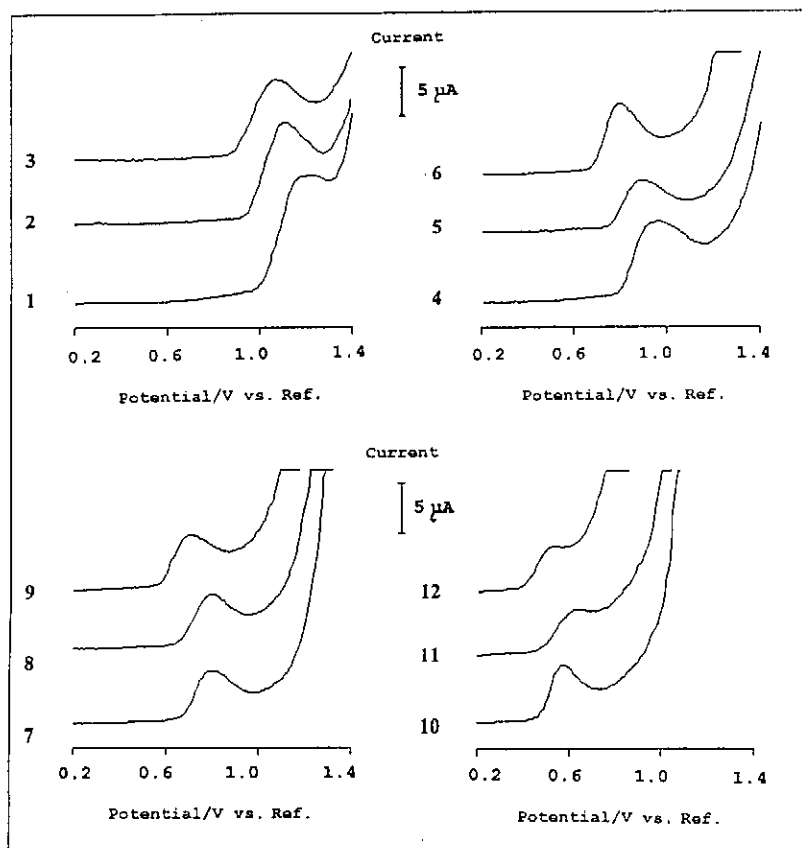 Current
5 μA
3
2
1
6
5
4
0.2 0.6 1.0 1.4
0.2 0.6 1.0 1.4
Potential/V vs. Ref.
Potential/V vs. Ref.
Current
5 μA
9
8
7
12
11
10
0.2 0.6 1.0 1.4
0.2 0.6 1.0 1.4
Potential/V vs. Ref.
Potential/V vs. Ref.